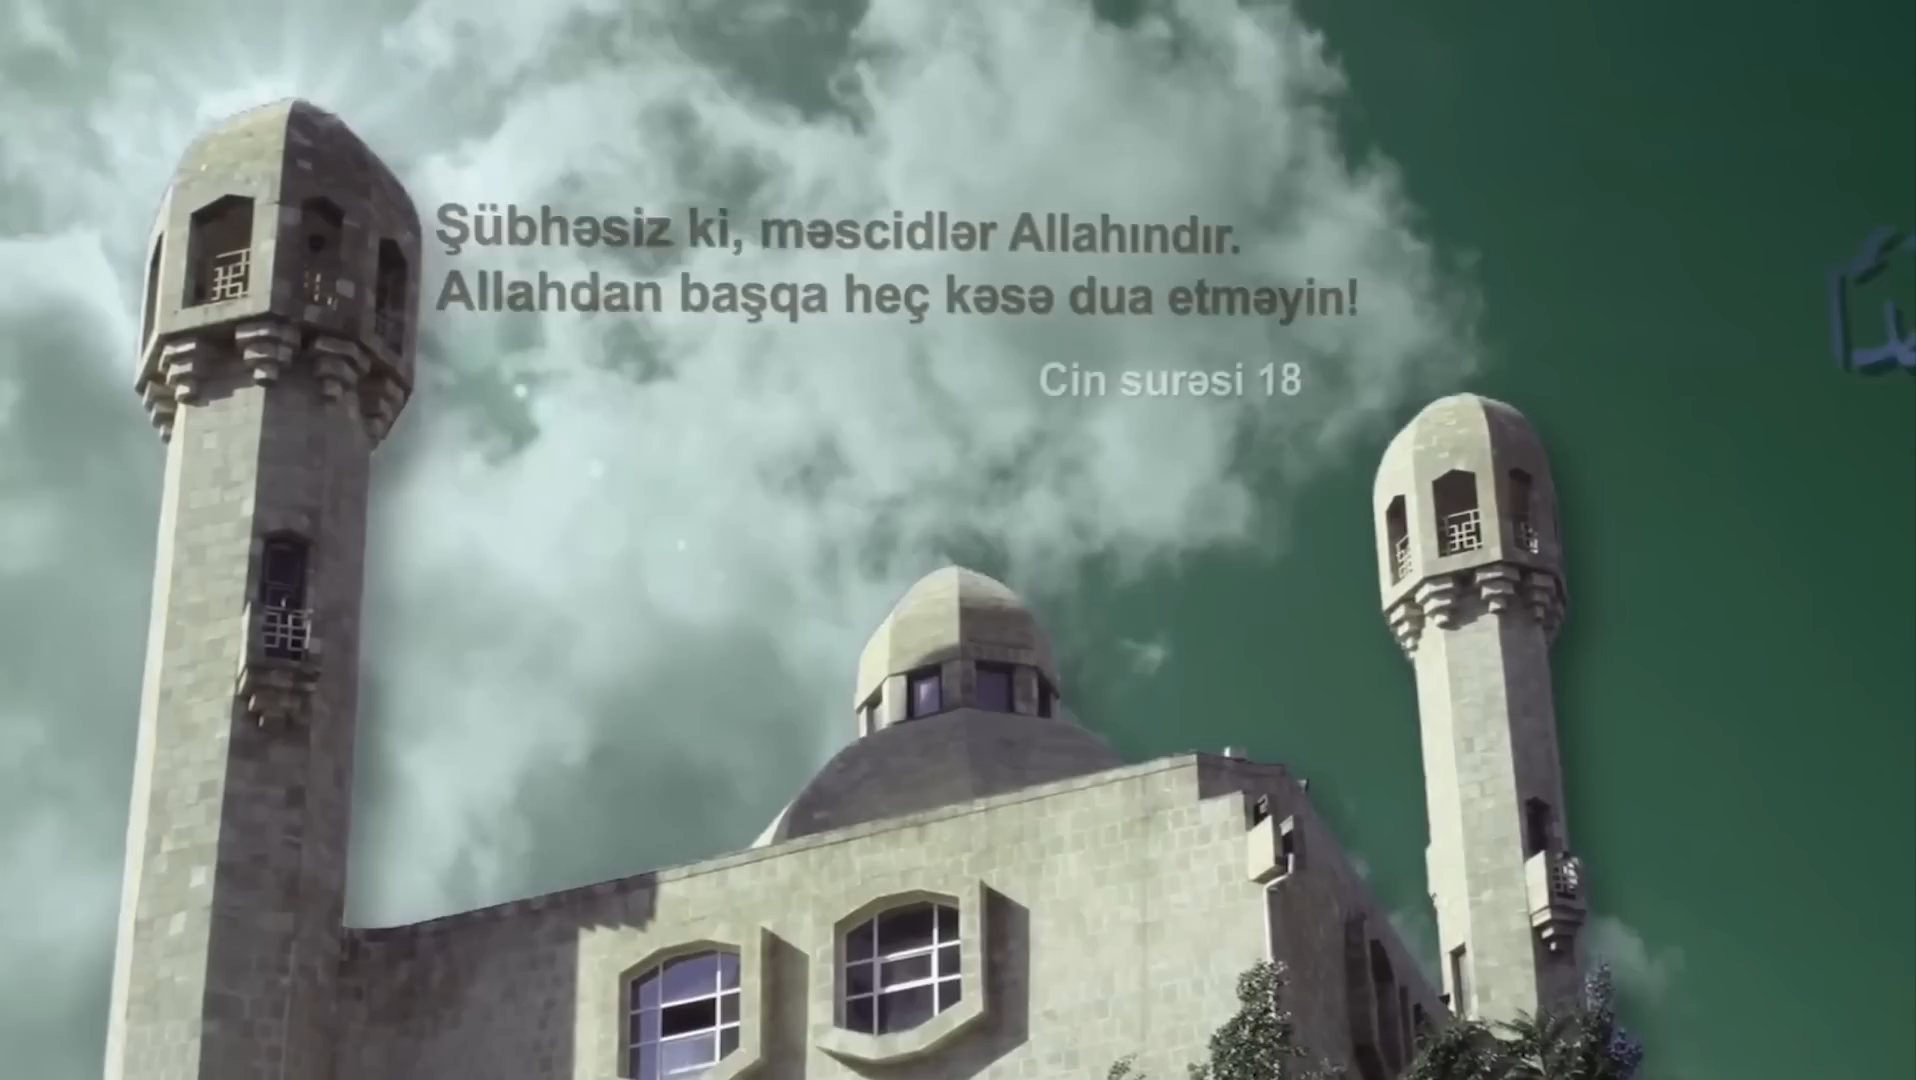 Şübhəsiz ki, məscidlər Allahındır.
Allahdan başqa heç kəsə dua etməyin!
Cin surəsi 18